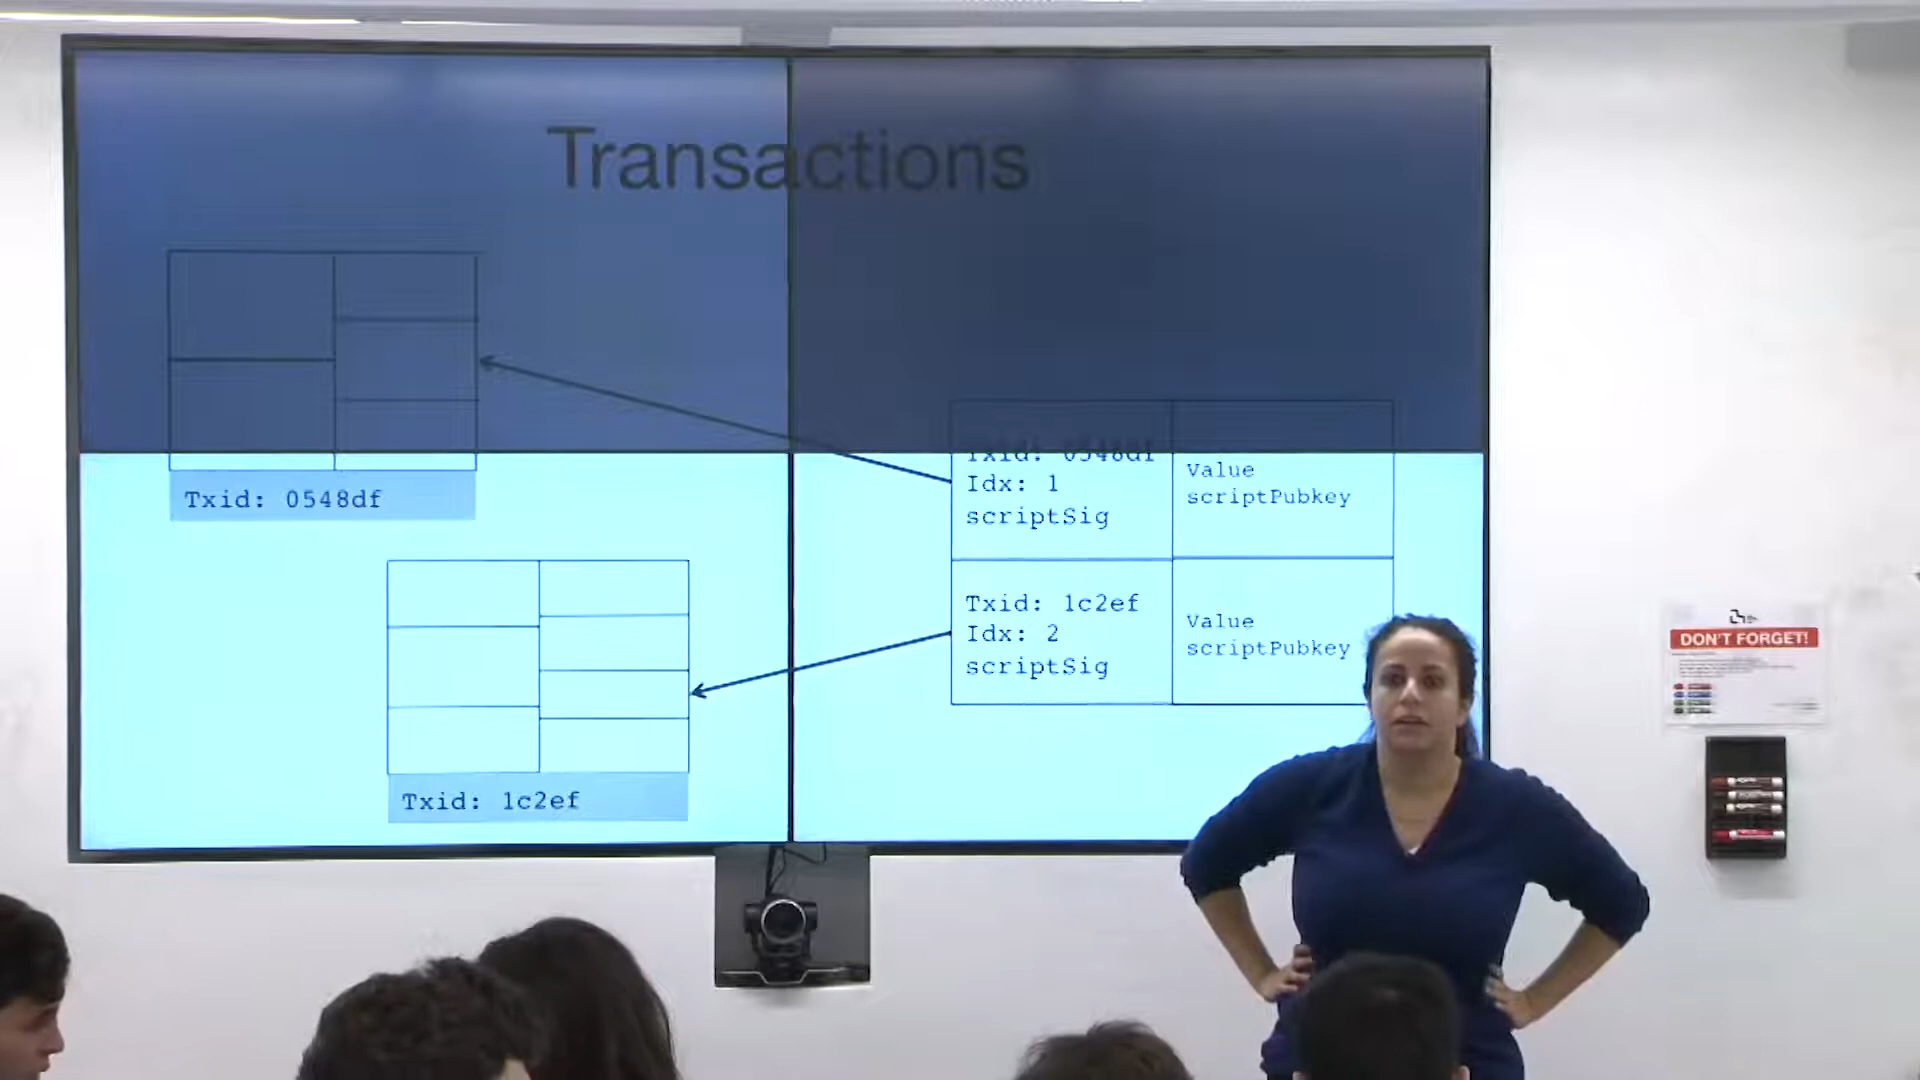 Transactions
Txid: 0548df
Txid: 1c2ef
Txid: 0548df
Idx: 1
scriptSig
Value
scriptPubkey
Txid: 1c2ef
Idx: 2
scriptSig
Value
scriptPubkey
DON'T FORGET!